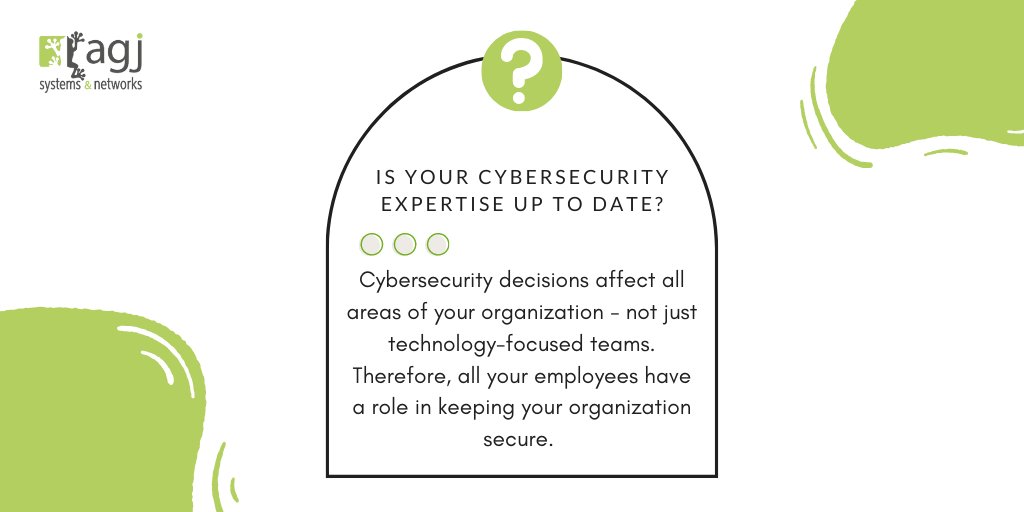 agj
systems & networks
?
IS YOUR CYBERSECURITY
EXPERTISE UP TO DATE?
Cybersecurity decisions affect all
areas of your organization - not just
technology-focused teams.
Therefore, all your employees have
a role in keeping your organization
secure.